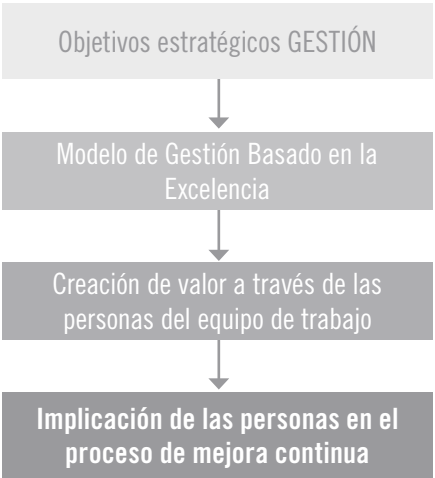 Objetivos estratégicos GESTIÓN
Modelo de Gestión Basado en la
Excelencia
Creación de valor a través de las
personas del equipo de trabajo
Implicación de las personas en el
proceso de mejora continua